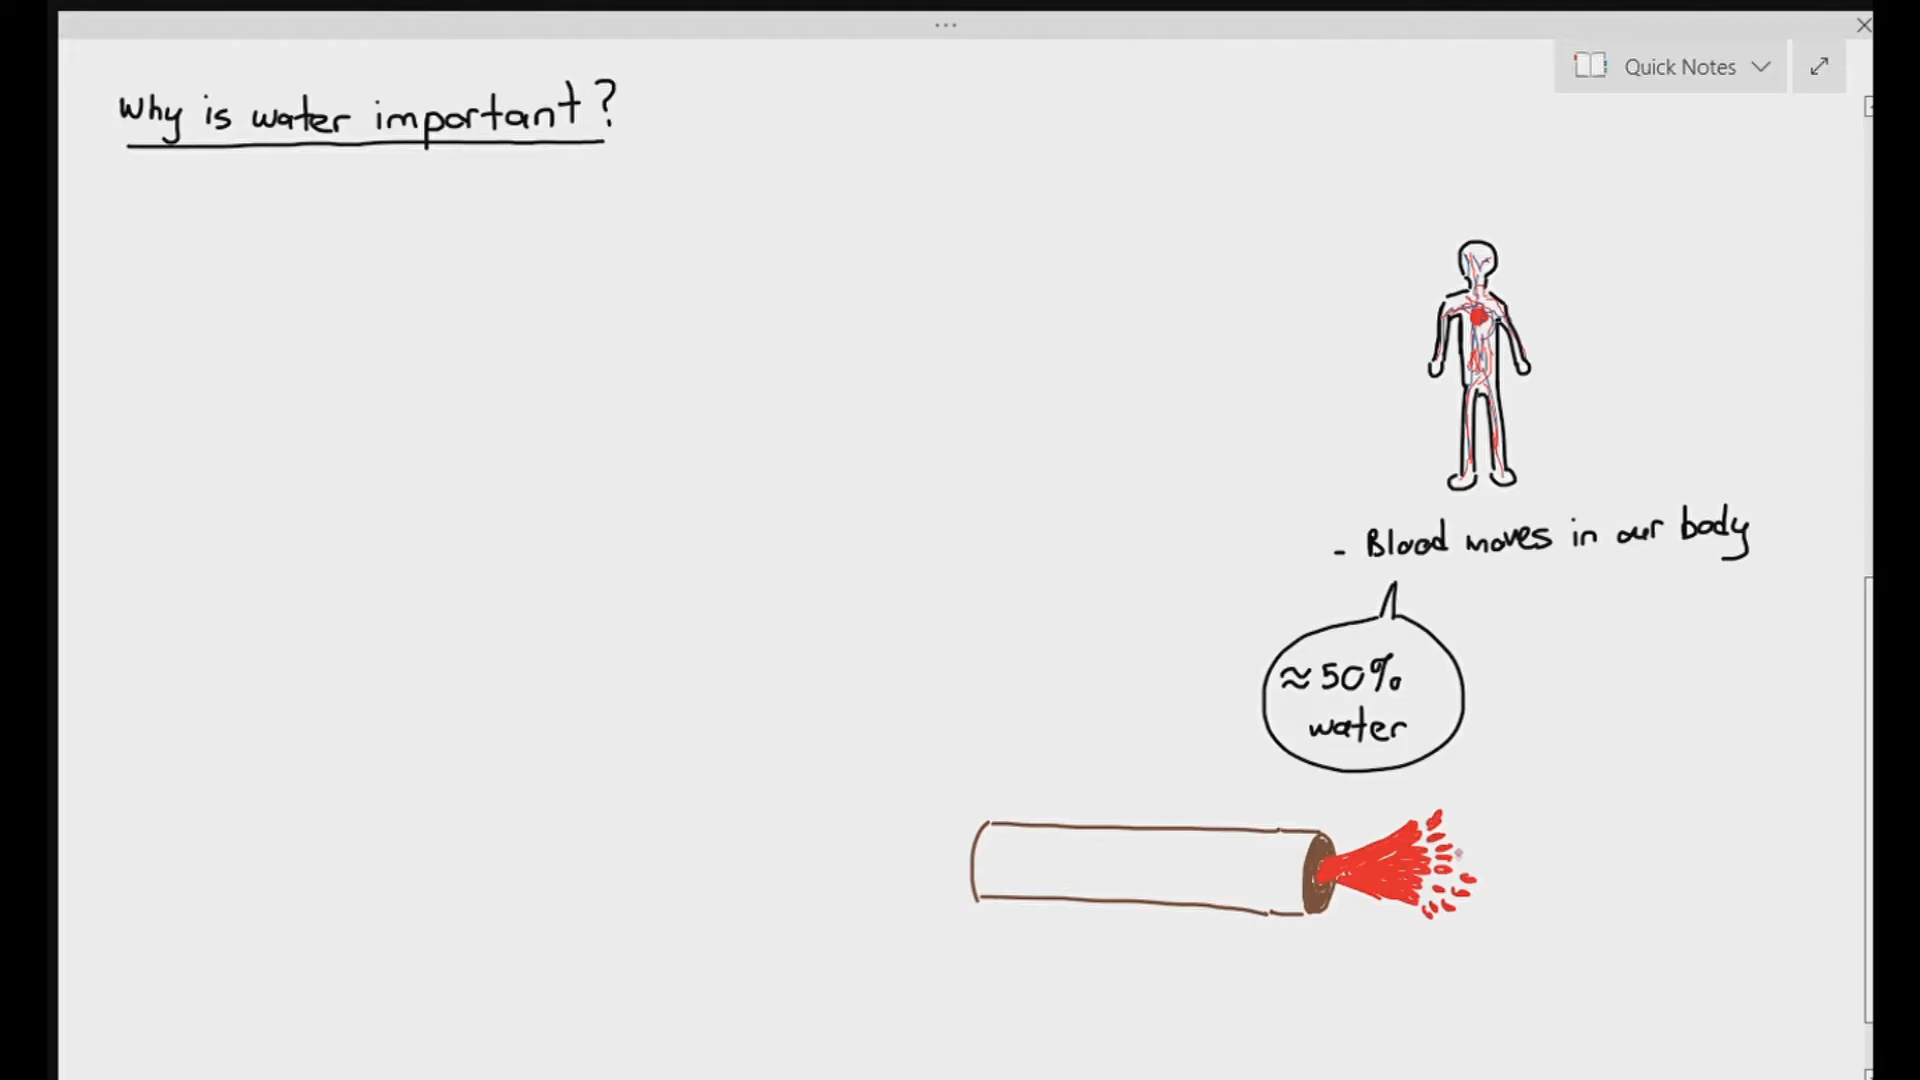 Quick Notes
Why is water important?
- Blood moves in our body
≈ 50%
water